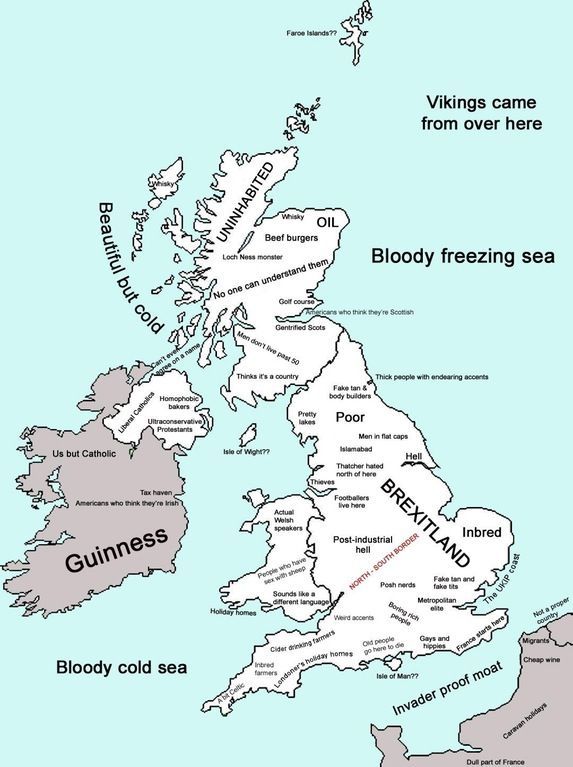 Faroe Islands??
Vikings came
from over here
Whisky
UNINHABITED
Whisky
OIL
Beef burgers
Loch Ness monster
Beautiful but cold
Bloody freezing sea
No one can understand them
Golf course
Americans who think they're Scottish
Gentrified Scots
Men don't live past 50
Can't even
agree on a name
Thinks it's a country
Thick people with endearing accents
Fake tan &
body builders
Liberal Catholics
Homophobic
bakers
Ultraconservative
Protestants
Pretty
lakes
Poor
Men in flat caps
Us but Catholic
Isle of Wight??
Islamabad
Hell
Thatcher hated
north of here
Thieves
Tax haven
Americans who think they're Irish
Footballers
live here
BREXITLAND
Actual
Welsh
speakers
Inbred
Guinness
Post-industrial
hell
NORTH - SOUTH BORDER
People who have
sex with sheep
Posh nerds
Fake tan and
fake tits
The UKIP coast
Sounds like a
different language
Metropolitan
elite
Holiday homes
Weird accents
Boring rich
people
Not a proper
country
Cider drinking farmers
Old people
go here to die
Gays and
hippies
France starts here
Migrants
Bloody cold sea
Inbred
farmers
Londoner's holiday homes
Cheap wine
Isle of Man??
A bit Celtic
Invader proof moat
Caravan holidays
Dull part of France